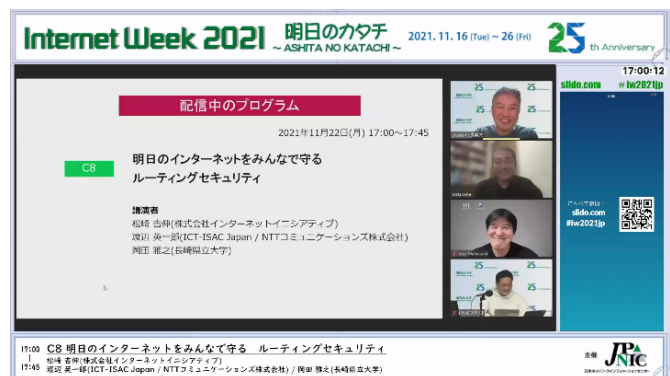 Internet Week 2021
明日のカタチ
～ASHITA NO KATACHI～
2021. 11. 16 (Tue) ~ 26 (Fri)
25 th Anniversary
17:00:12
slido.com #iw2021jp
配信中のプログラム
2021年11月22日(月) 17:00～17:45
C8
明日のインターネットをみんなで守る
ルーティングセキュリティ
講演者
松崎 吉伸(株式会社インターネットイニシアティブ)
渡辺 英一郎(ICT-ISAC Japan / NTTコミュニケーションズ株式会社)
岡田 雅之(長崎県立大学)
slido.com
#iw2021jp
17:00 C8 明日のインターネットをみんなで守る ルーティングセキュリティ
松崎 吉伸(株式会社インターネットイニシアティブ)
17:45 渡辺 英一郎(ICT-ISAC Japan / NTTコミュニケーションズ株式会社) / 岡田 雅之(長崎県立大学)
主催 JPNIC